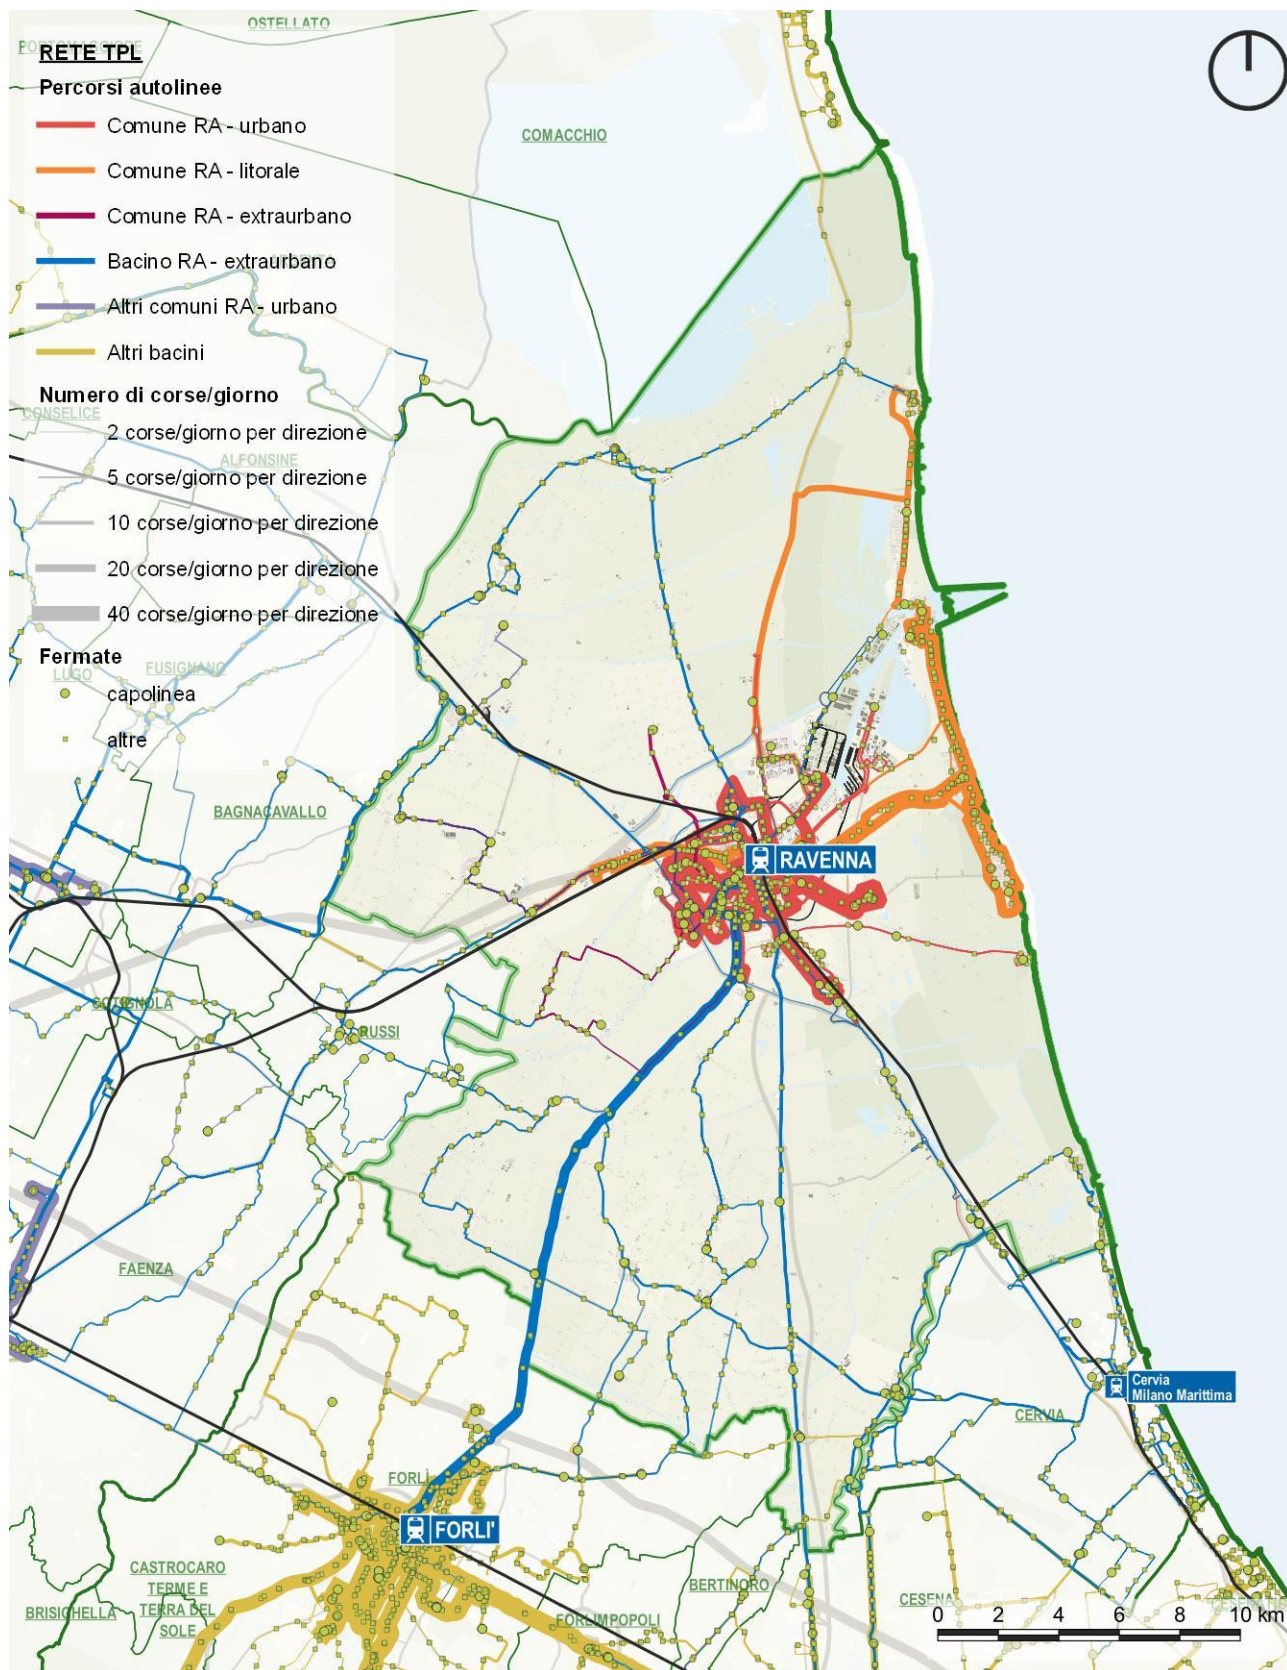 OSTELLATO
PORTOMAGGIORE
RETE TPL
Percorsi autolinee
Comune RA - urbano
COMACCHIO
Comune RA - litorale
Comune RA - extraurbano
Bacino RA - extraurbano
Altri comuni RA - urbano
Altri bacini
Numero di corse/giorno
CONSELICE
2 corse/giorno per direzione
ALFONSINE
5 corse/giorno per direzione
10 corse/giorno per direzione
20 corse/giorno per direzione
40 corse/giorno per direzione
Fermate
FUSIGNANO
LUGO
capolinea
altre
BAGNACAVALLO
RAVENNA
COTIGNOLA
RUSSI
FAENZA
Cervia
Milano Marittima
CERVIA
FORLÌ
FORLI'
CASTROCARO
TERME E
TERRA DEL
SOLE
BRISIGHELLA
BERTINORO
FORLIMPOPOLI
CESENA
0 2 4 6 8 10 km